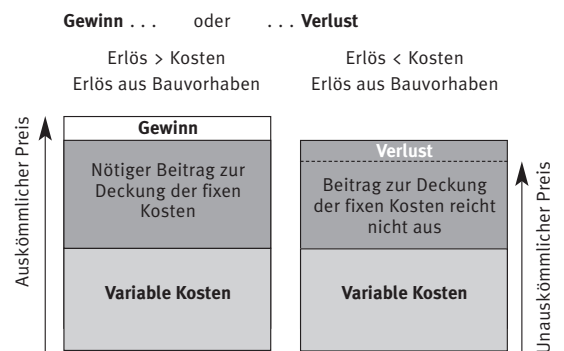 Gewinn . . . oder . . . Verlust
Erlös > Kosten
Erlös aus Bauvorhaben
Erlös < Kosten
Erlös aus Bauvorhaben
Auskömmlicher Preis
Gewinn
Nötiger Beitrag zur
Deckung der fixen
Kosten
Variable Kosten
Verlust
Beitrag zur Deckung
der fixen Kosten reicht
nicht aus
Variable Kosten
Unauskömmlicher Preis